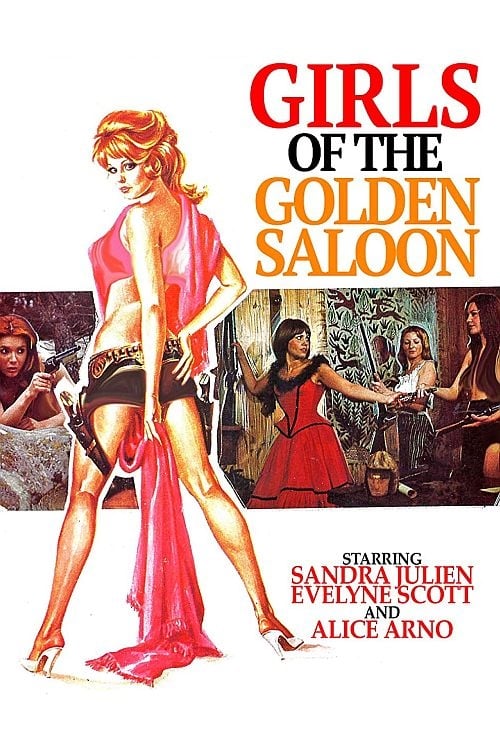 GIRLS
OF THE
GOLDEN
SALOON
STARRING
SANDRA JULIEN
EVELYNE SCOTT
AND
ALICE ARNO